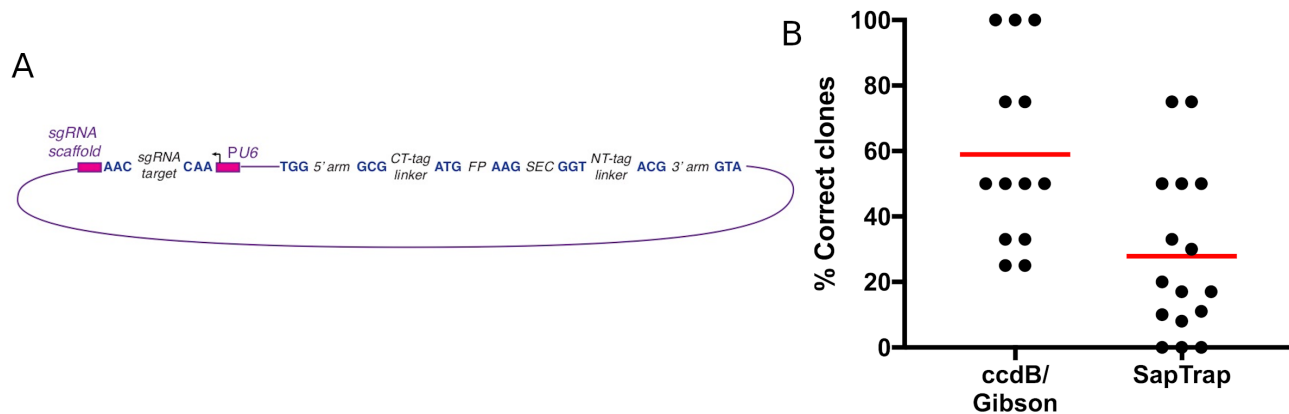 A
sgRNA
scaffold
PU6
AAC sgRNA target CAA TGG 5' arm GCG CT-tag linker ATG FP AAG SEC GGT NT-tag linker ACG 3' arm GTA
B
% Correct clones
100
80
60
40
20
0
ccdB/
Gibson
SapTrap